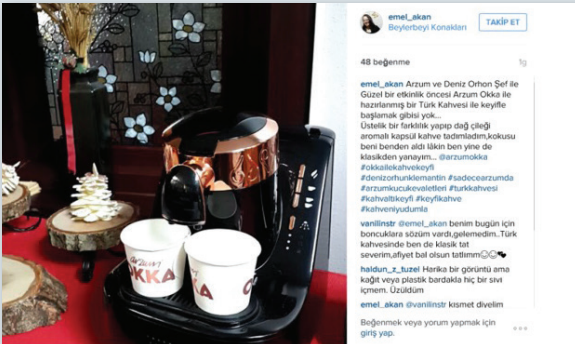 arzum
OKKA
OKKA
emel_akan
Beylerbeyi Konakları
TAKİP ET
48 beğenme
1g
emel_akan Arzum ve Deniz Orhon Şef ile
Güzel bir etkinlik öncesi Arzum Okka ile
hazırlanmış bir Türk Kahvesi ile keyifle
başlamak gibisi yok...
Üstelik bir farklılık yapıp dağ çileği
aromalı kapsül kahve tadımladım,kokusu
beni benden aldı lâkin ben yine de
klasikden yanayım... @arzumokka
#okkailekahvekeyfi
#denizorhunklemantin #sadecearzumda
#arzumkucukevaletleri #turkkahvesi
#kahvaltikeyfi #keyfikahve
#kahveniyudumla
vanilinstr @emel_akan benim bugün için
boncuklara sözüm vardı,gelemedim..Türk
kahvesinde ben de klasik tat
severim,afiyet bal olsun tatlımm☺☺♥
haldun_z_tuzel Harika bir görüntü ama
kağıt veya plastik bardakla hiç bir sıvı
içmem. Üzüldüm
emel_akan @vanilinstr kısmet diyelim
Beğenmek veya yorum yapmak için
giriş yap.